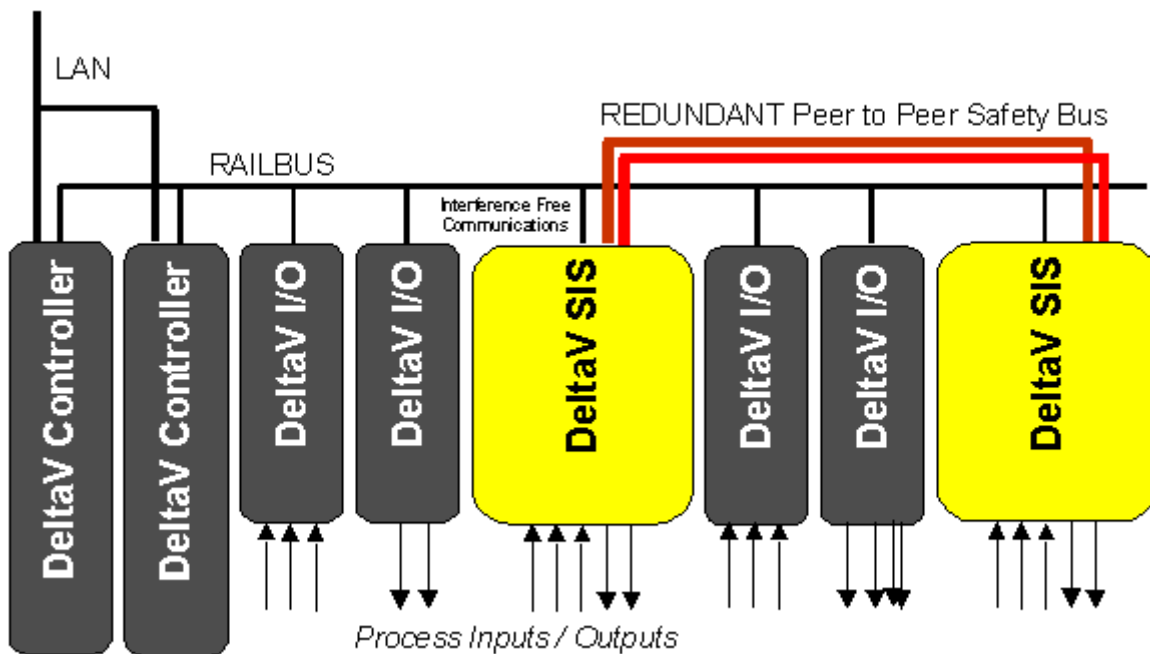 LAN
REDUNDANT Peer to Peer Safety Bus
RAILBUS
Interference Free
Communications
DeltaV Controller
DeltaV Controller
DeltaV I/O
DeltaV I/O
DeltaV SIS
DeltaV I/O
DeltaV I/O
DeltaV SIS
Process Inputs / Outputs